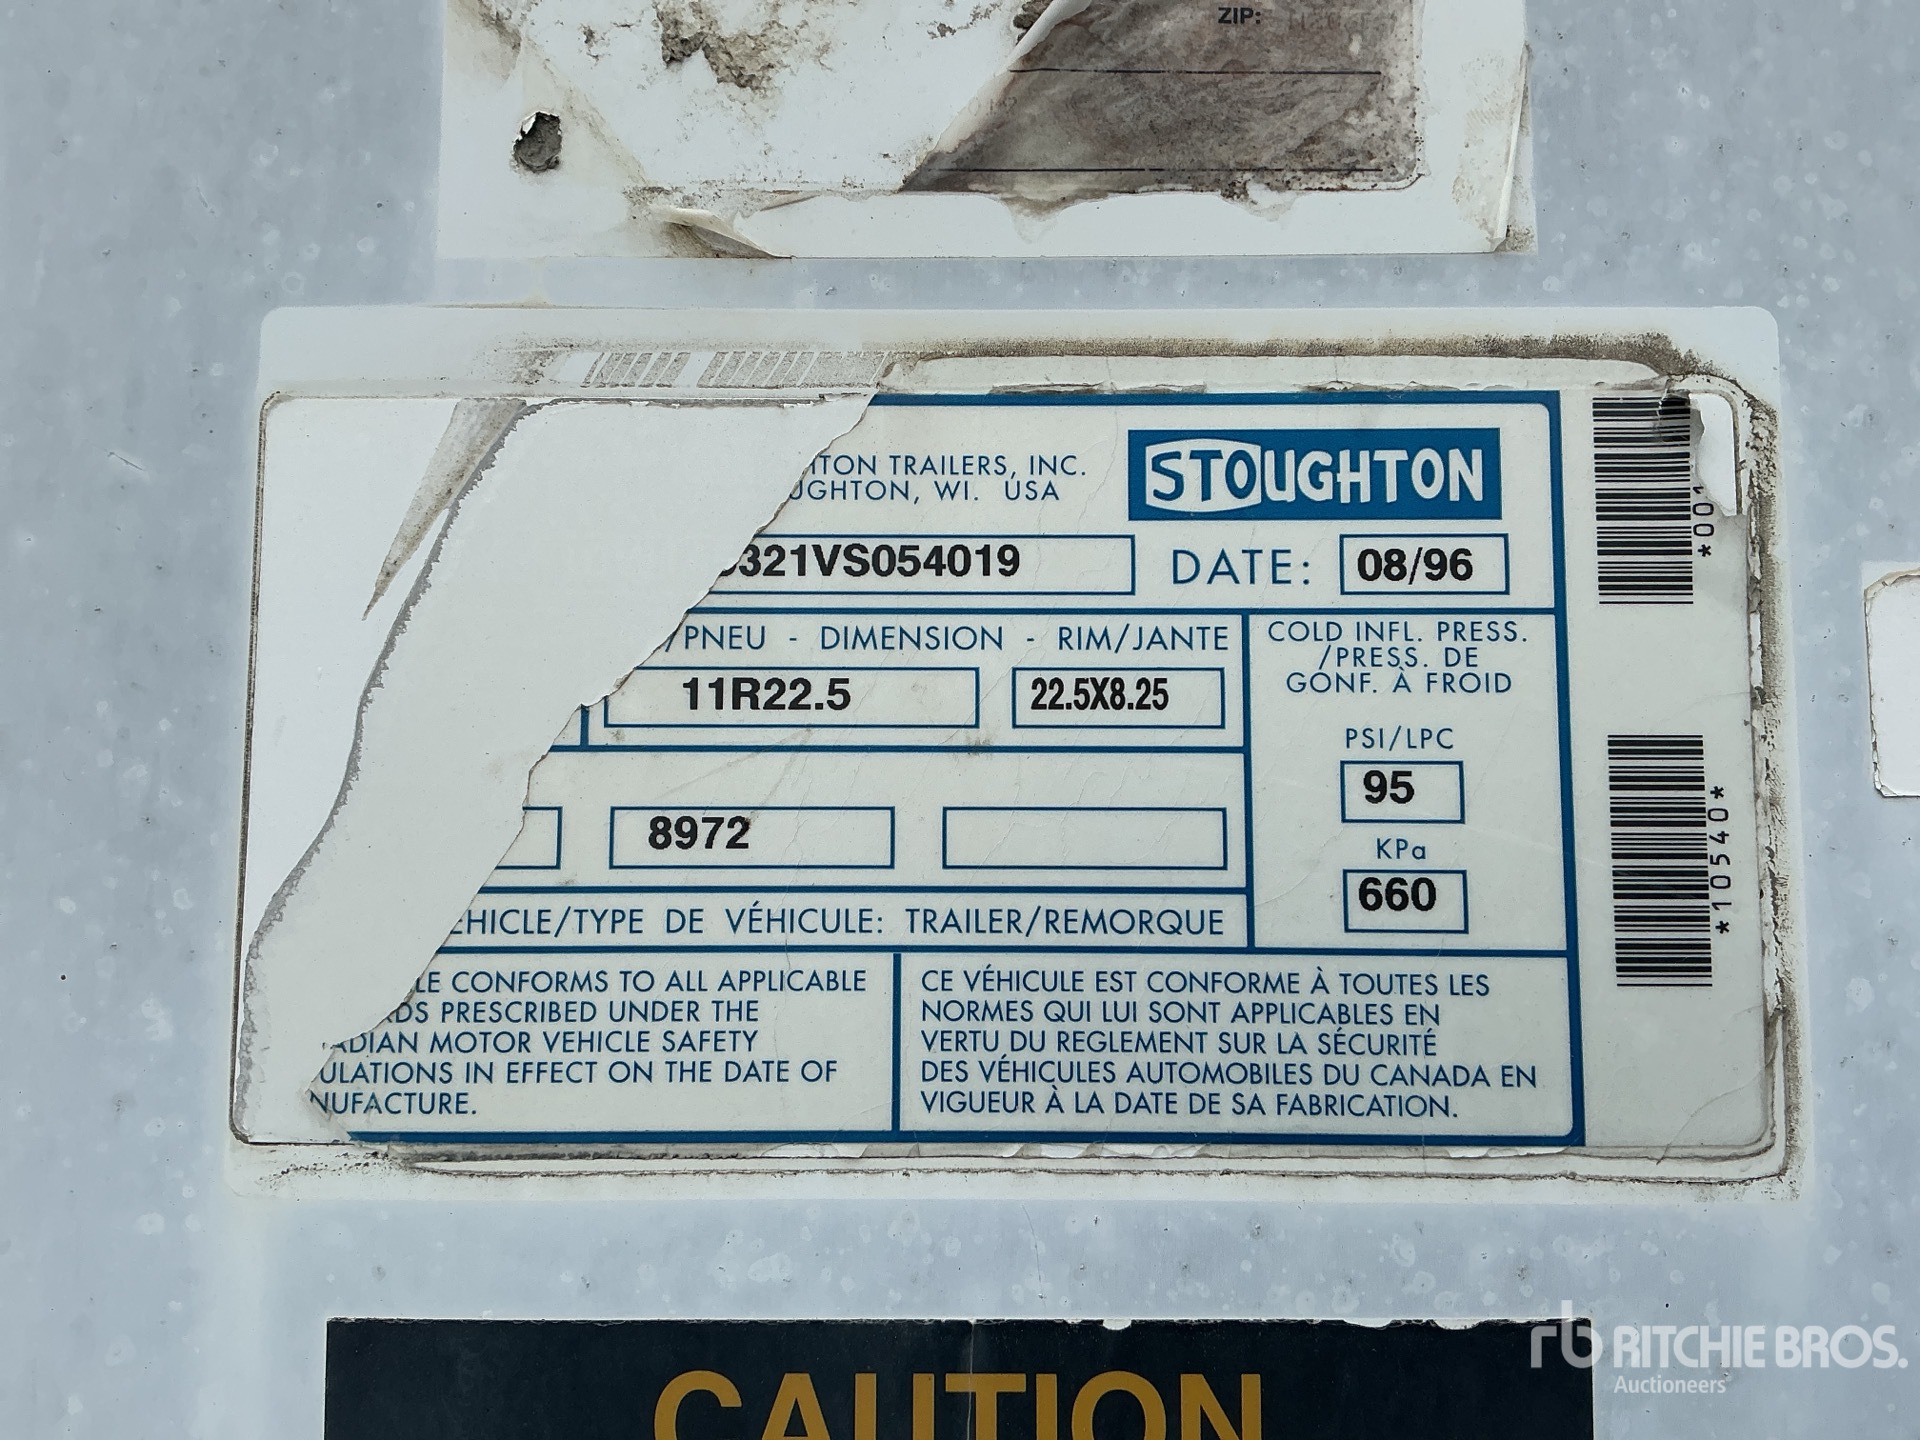 ZIP:
TRAILERS, INC.
WI. USA
STOUGHTON
321VS054019
DATE:
08/96
/PNEU - DIMENSION - RIM/JANTE
11R22.5
22.5X8.25
COLD INFL. PRESS.
/PRESS. DE
GONF. À FROID
PSI/LPC
95
KPa
660
8972
EHICLE/TYPE DE VÉHICULE: TRAILER/REMORQUE
LE CONFORMS TO ALL APPLICABLE
RDS PRESCRIBED UNDER THE
ADIAN MOTOR VEHICLE SAFETY
ULATIONS IN EFFECT ON THE DATE OF
NUFACTURE.
CE VÉHICULE EST CONFORME À TOUTES LES
NORMES QUI LUI SONT APPLICABLES EN
VERTU DU REGLEMENT SUR LA SÉCURITÉ
DES VÉHICULES AUTOMOBILES DU CANADA EN
VIGUEUR À LA DATE DE SA FABRICATION.
*001
*10540*
CAUTION
rb RITCHIE BROS.
Auctioneers